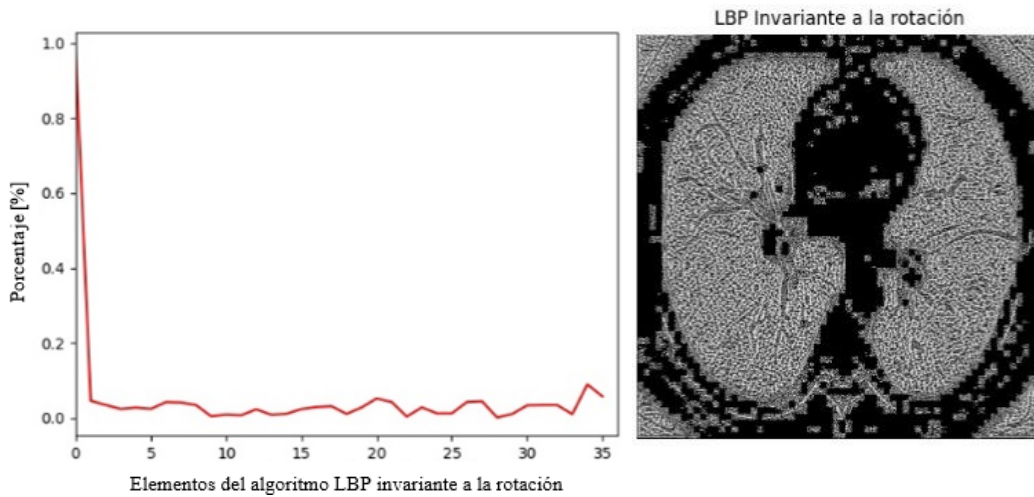 LBP Invariante a la rotación
Porcentaje [%]
1.0
0.8
0.6
0.4
0.2
0.0
0 5 10 15 20 25 30 35
Elementos del algoritmo LBP invariante a la rotación